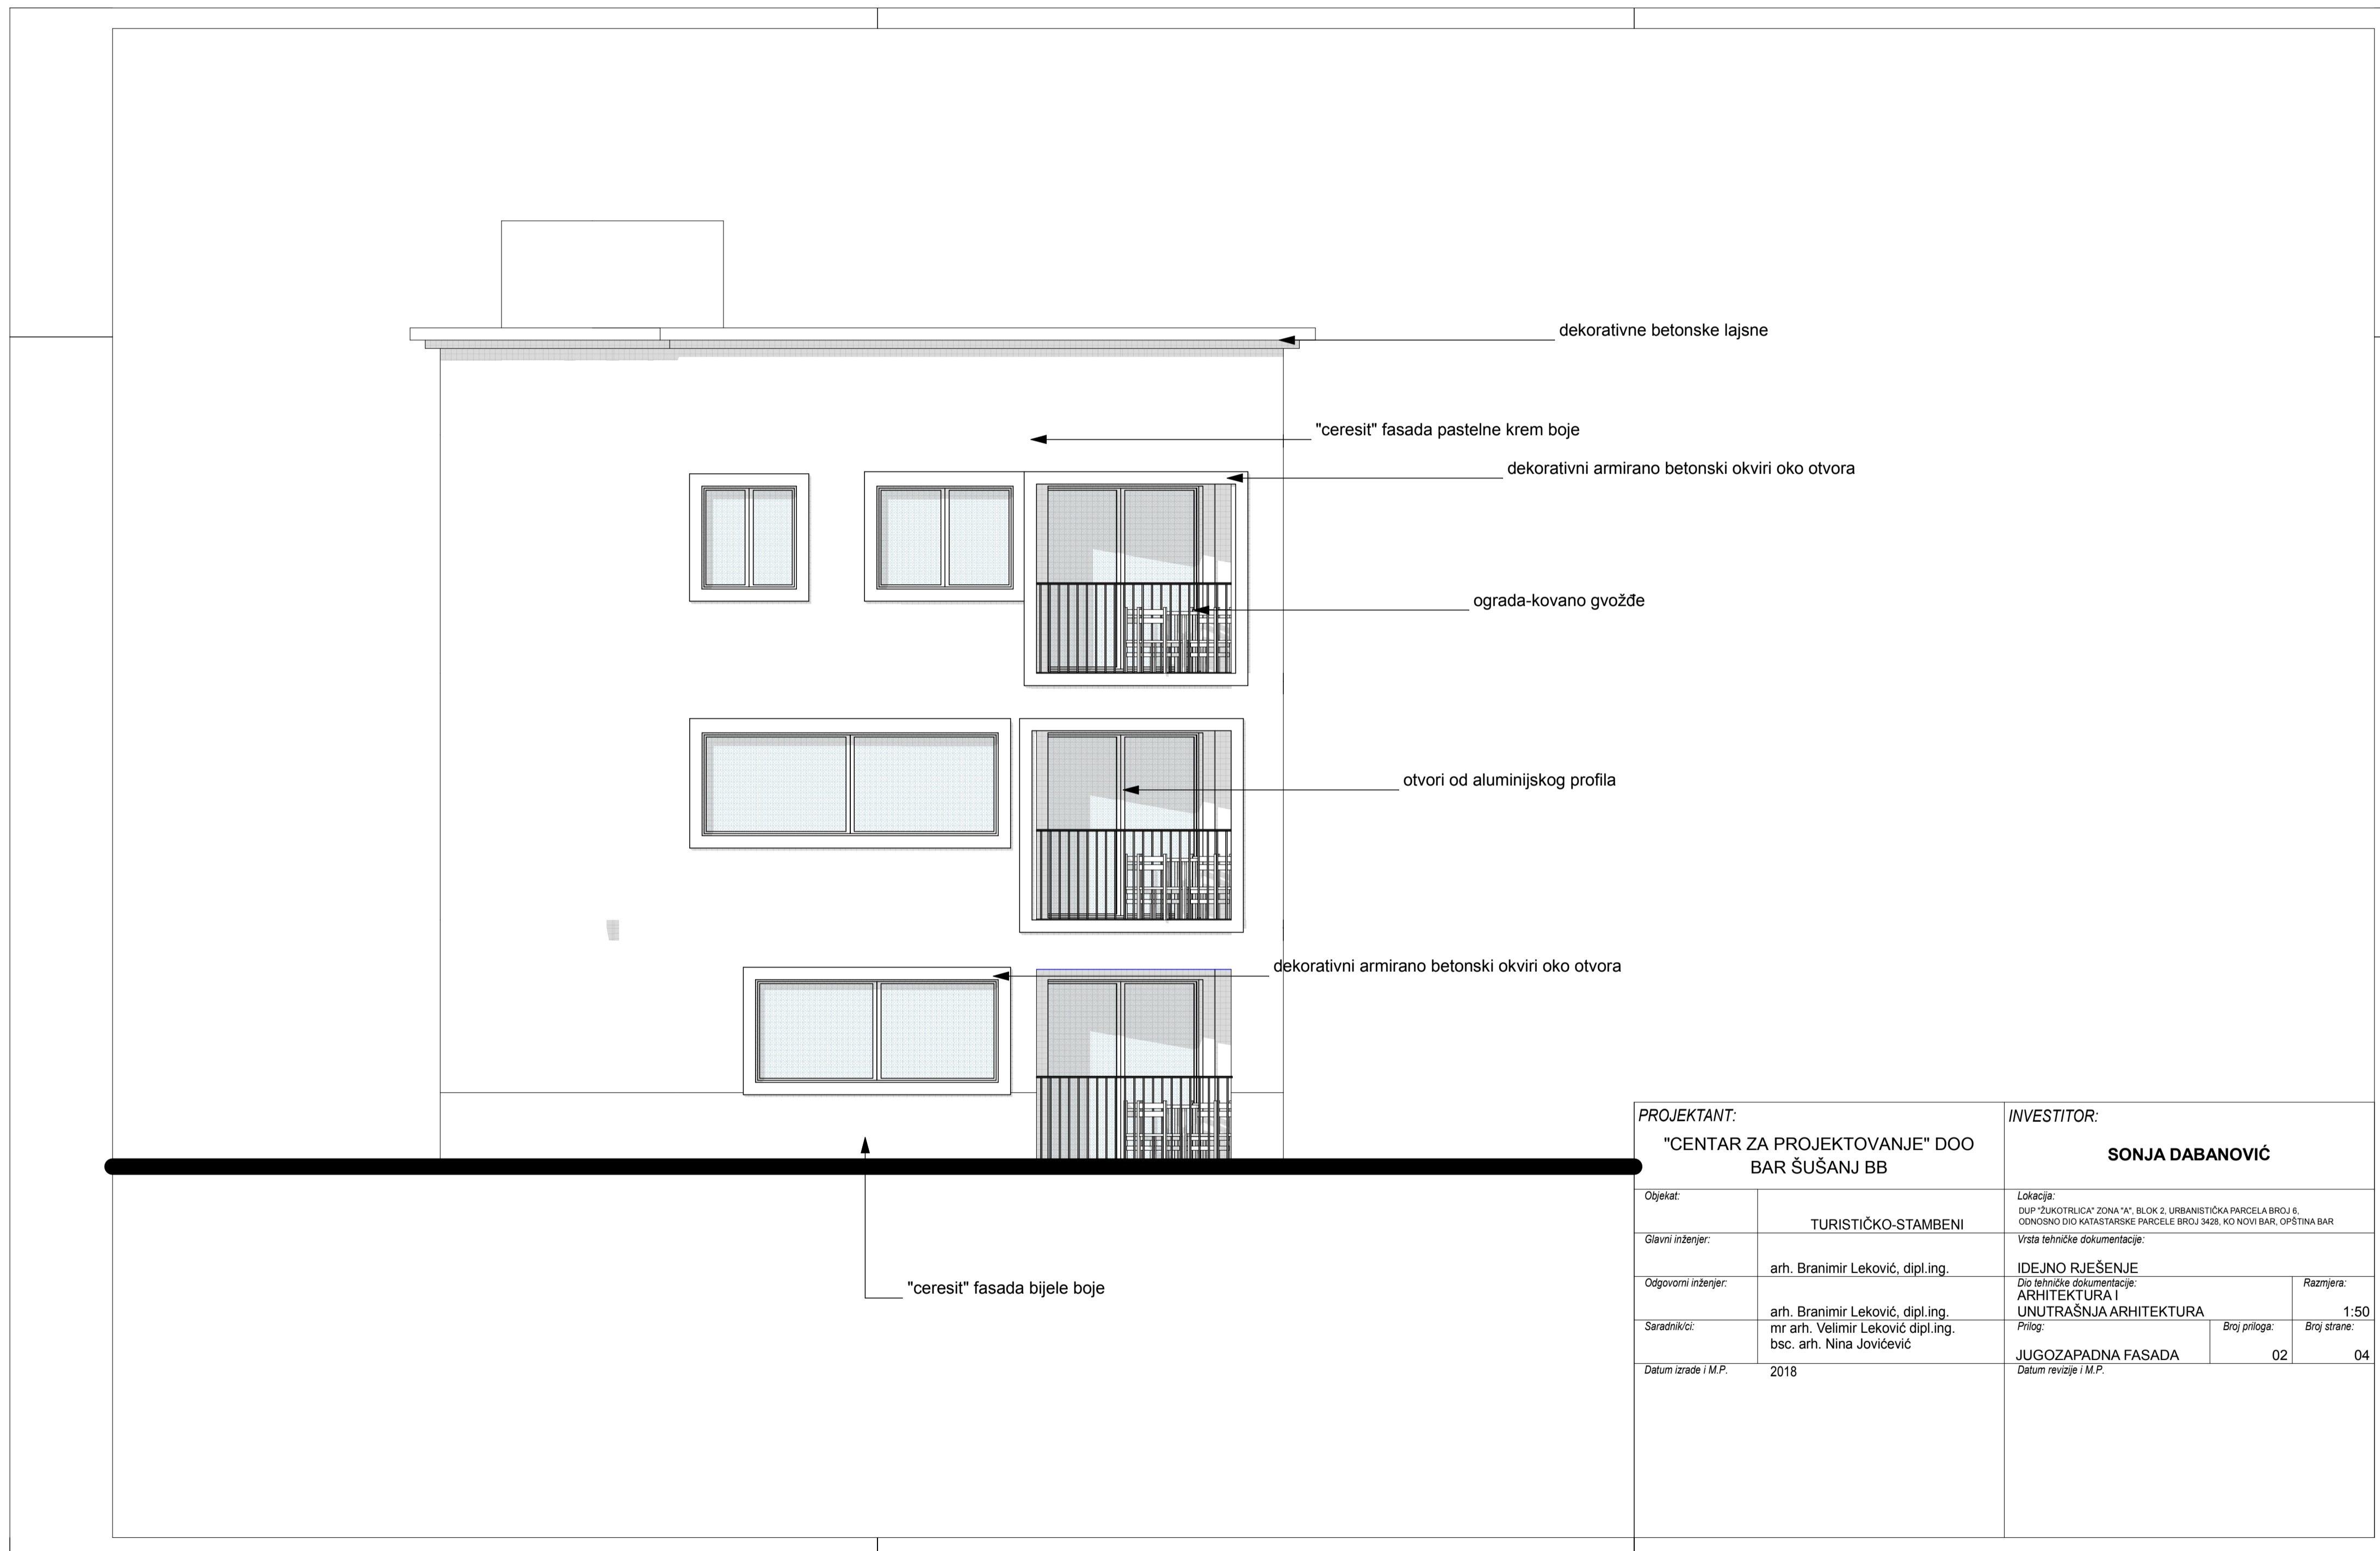 dekorativne betonske lajsne
"ceresit" fasada pastelne krem boje
dekorativni armirano betonski okviri oko otvora
ograda-kovano gvožđe
otvori od aluminijskog profila
dekorativni armirano betonski okviri oko otvora
"ceresit" fasada bijele boje
PROJEKTANT:
"CENTAR ZA PROJEKTOVANJE" DOO
BAR ŠUŠANJ BB
INVESTITOR:
SONJA DABANOVIĆ
Objekat:
TURISTIČKO-STAMBENI
Lokacija:
DUP "ŽUKOTRLICA" ZONA "A", BLOK 2, URBANISTIČKA PARCELA BROJ 6,
ODNOSNO DIO KATASTARSKE PARCELE BROJ 3428, KO NOVI BAR, OPŠTINA BAR
Glavni inženjer:
arh. Branimir Leković, dipl.ing.
Vrsta tehničke dokumentacije:
IDEJNO RJEŠENJE
Odgovorni inženjer:
arh. Branimir Leković, dipl.ing.
Dio tehničke dokumentacije:
ARHITEKTURA I
UNUTRAŠNJA ARHITEKTURA
Razmjera:
1:50
Saradnik/ci:
mr arh. Velimir Leković dipl.ing.
bsc. arh. Nina Jovićević
Prilog:
JUGOZAPADNA FASADA
Broj priloga:
02
Broj strane:
04
Datum izrade i M.P.
2018
Datum revizije i M.P.